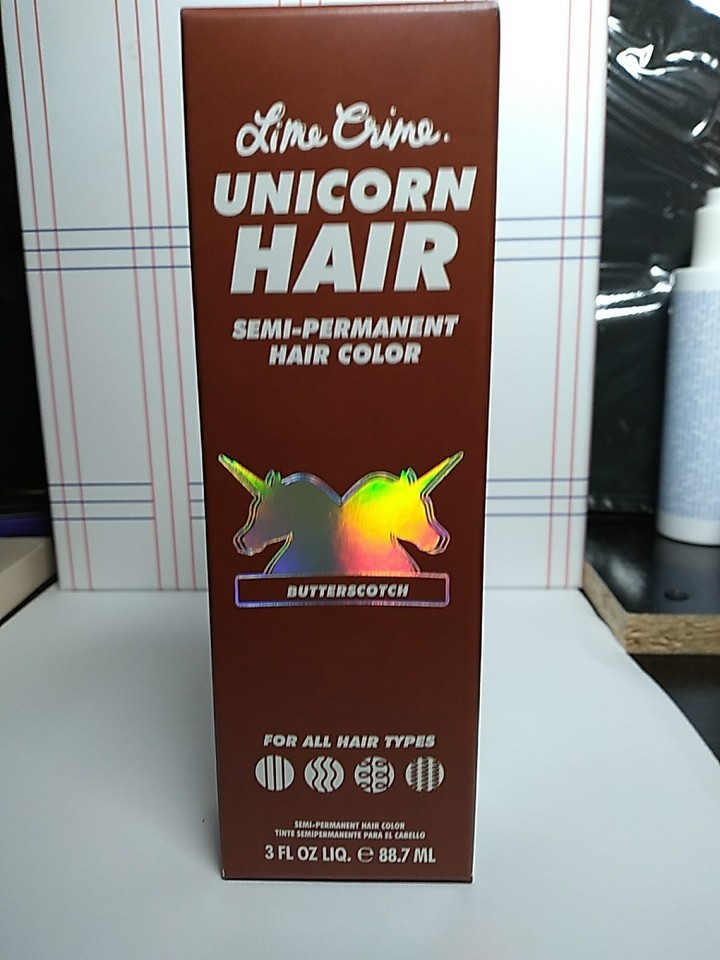 Lime Crime.
UNICORN
HAIR
SEMI-PERMANENT
HAIR COLOR
BUTTERSCOTCH
FOR ALL HAIR TYPES
SEMI-PERMANENT HAIR COLOR
TINTE SEMIPERMANENTE PARA EL CABELLO
3 FL OZ LIQ. ℮ 88.7 ML